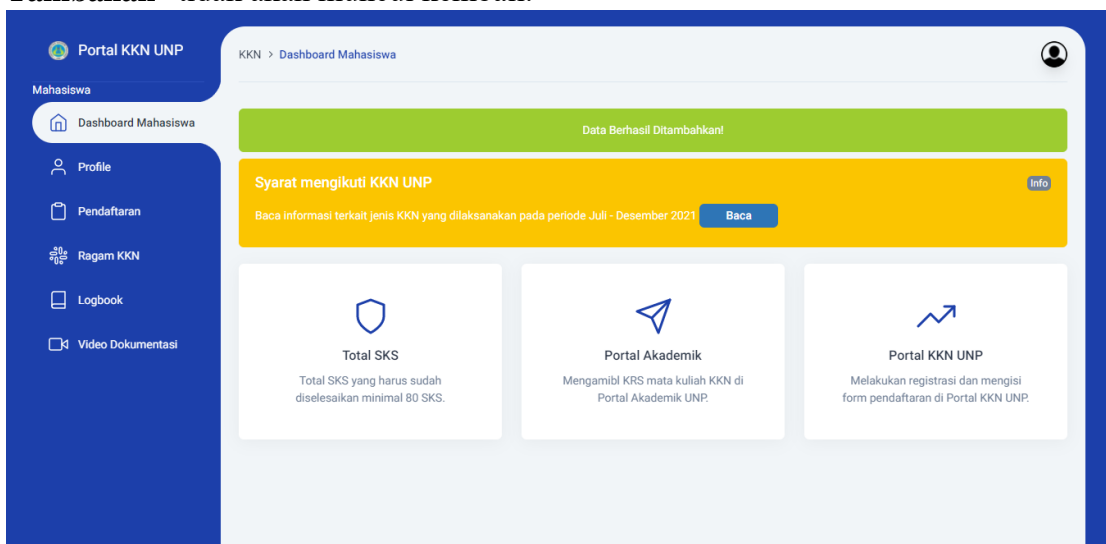 Portal KKN UNP
KKN > Dashboard Mahasiswa
Mahasiswa
Dashboard Mahasiswa
Profile
Pendaftaran
Ragam KKN
Logbook
Video Dokumentasi
Data Berhasil Ditambahkan!
Syarat mengikuti KKN UNP
Info
Baca informasi terkait jenis KKN yang dilaksanakan pada periode Juli - Desember 2021
Baca
Total SKS
Total SKS yang harus sudah
diselesaikan minimal 80 SKS.
Portal Akademik
Mengamibl KRS mata kuliah KKN di
Portal Akademik UNP.
Portal KKN UNP
Melakukan registrasi dan mengisi
form pendaftaran di Portal KKN UNP.